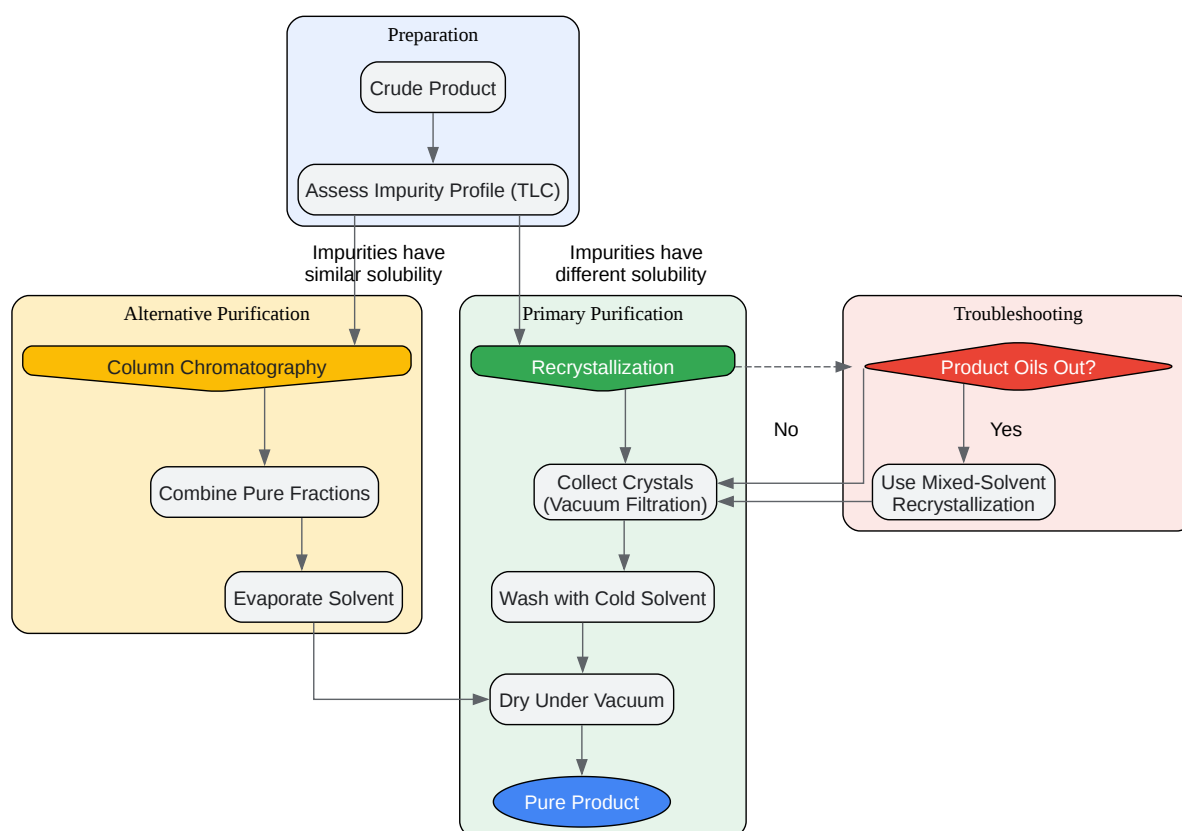 Preparation
Crude Product
Assess Impurity Profile (TLC)
Impurities have
similar solubility
Impurities have
different solubility
Alternative Purification
Column Chromatography
Combine Pure Fractions
Evaporate Solvent
Primary Purification
Recrystallization
Collect Crystals
(Vacuum Filtration)
Wash with Cold Solvent
Dry Under Vacuum
Pure Product
Troubleshooting
Product Oils Out?
No
Yes
Use Mixed-Solvent
Recrystallization